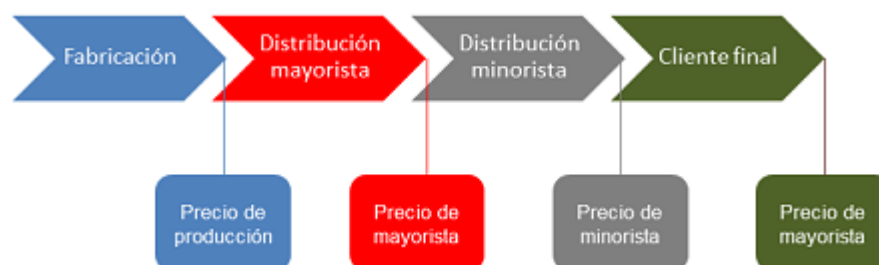 Fabricación
Distribución
mayorista
Distribución
minorista
Cliente final
Precio de
producción
Precio de
mayorista
Precio de
minorista
Precio de
mayorista